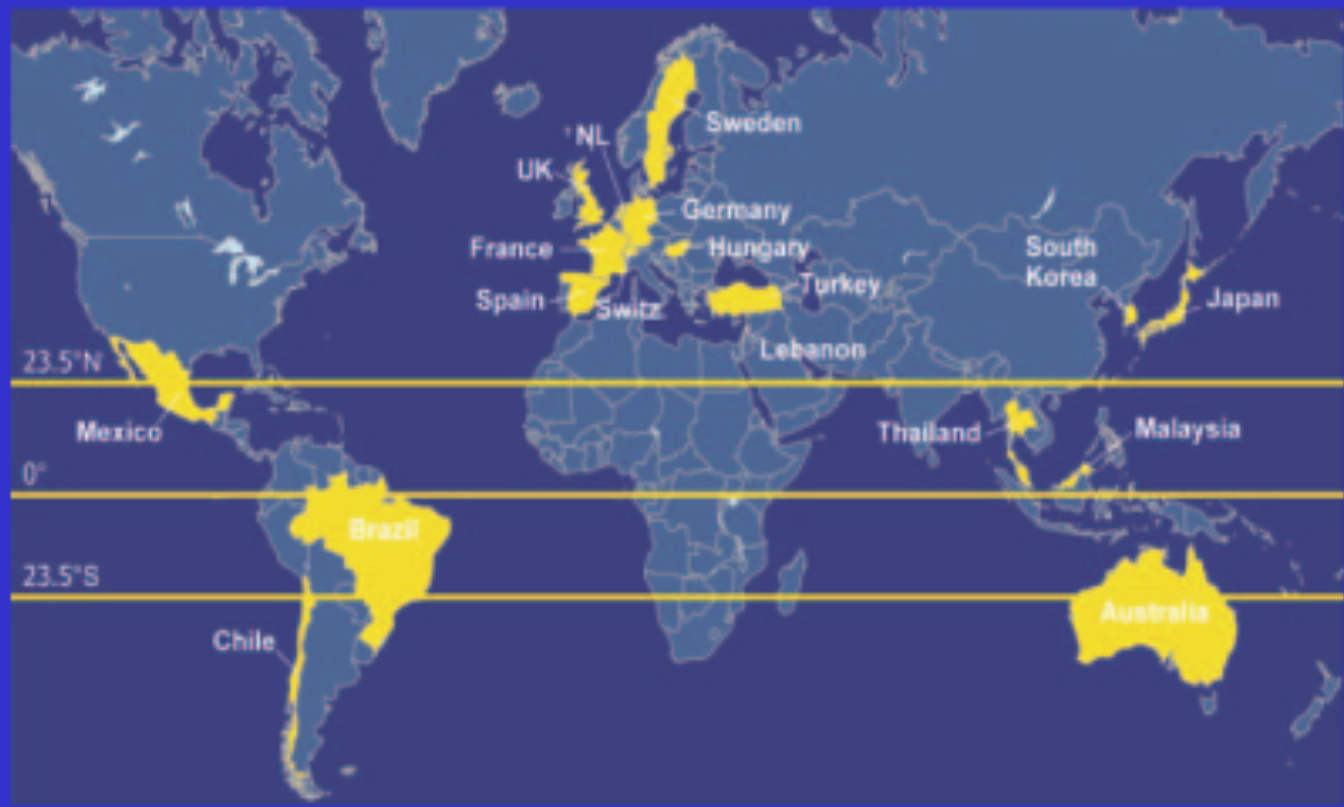 Sweden
NL
UK
Germany
France
Hungary
South
Korea
Turkey
Spain
Switz.
Japan
Lebanon
23.5°N
Mexico
Thailand
Malaysia
0°
Brazil
23.5°S
Australia
Chile